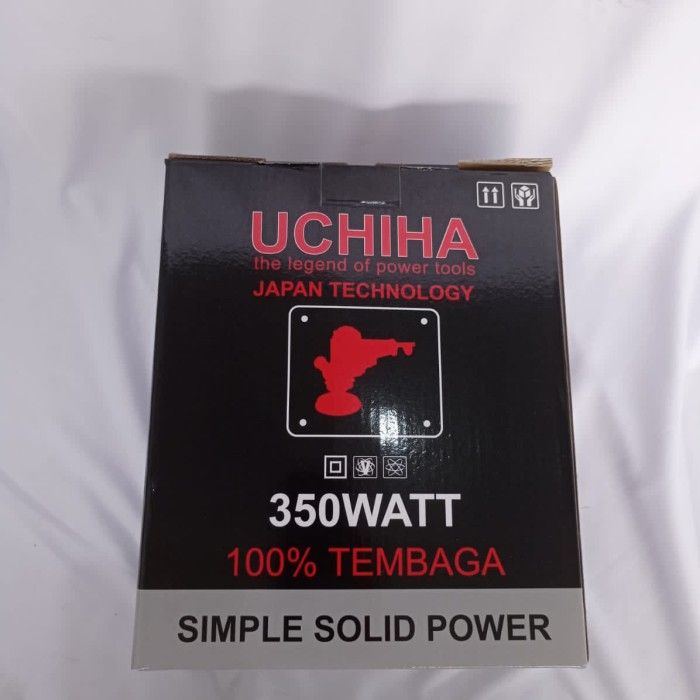 UCHIHA
the legend of power tools
JAPAN TECHNOLOGY
350WATT
100% TEMBAGA
SIMPLE SOLID POWER